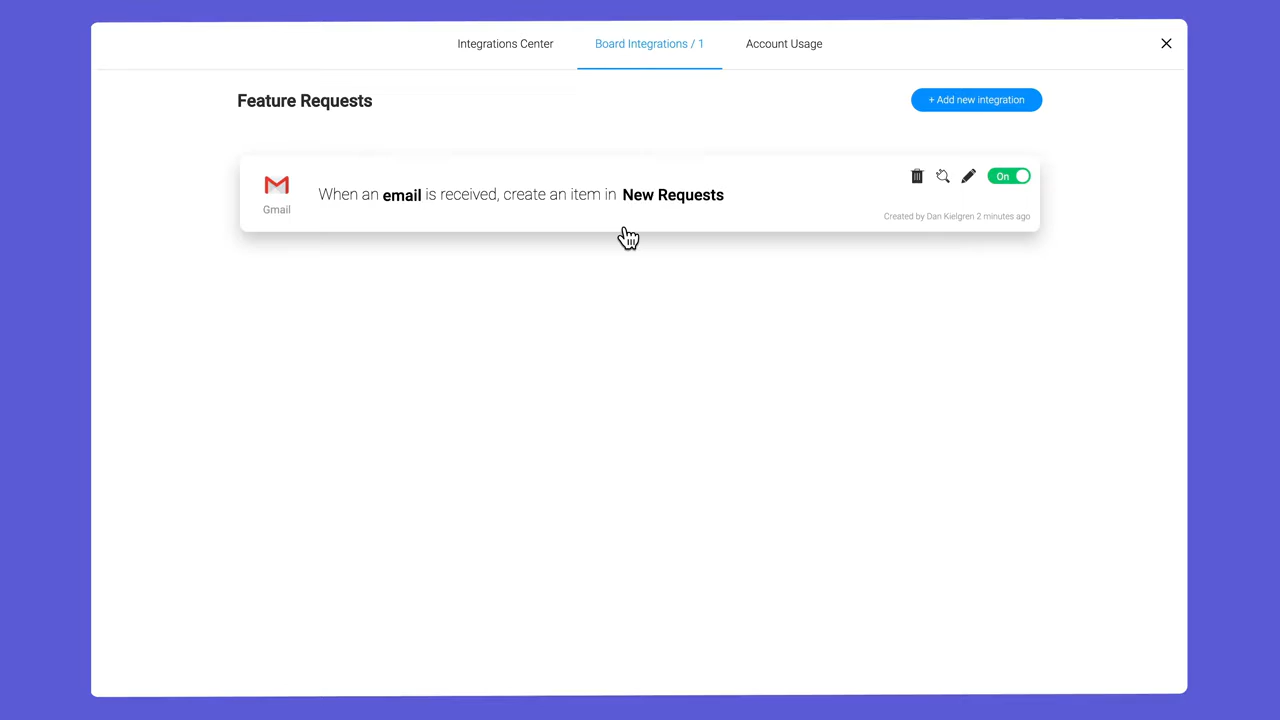 Integrations Center
Board Integrations / 1
Account Usage
Feature Requests
+ Add new integration
When an email is received, create an item in New Requests
On
Gmail
Created by Dan Kielgren 2 minutes ago